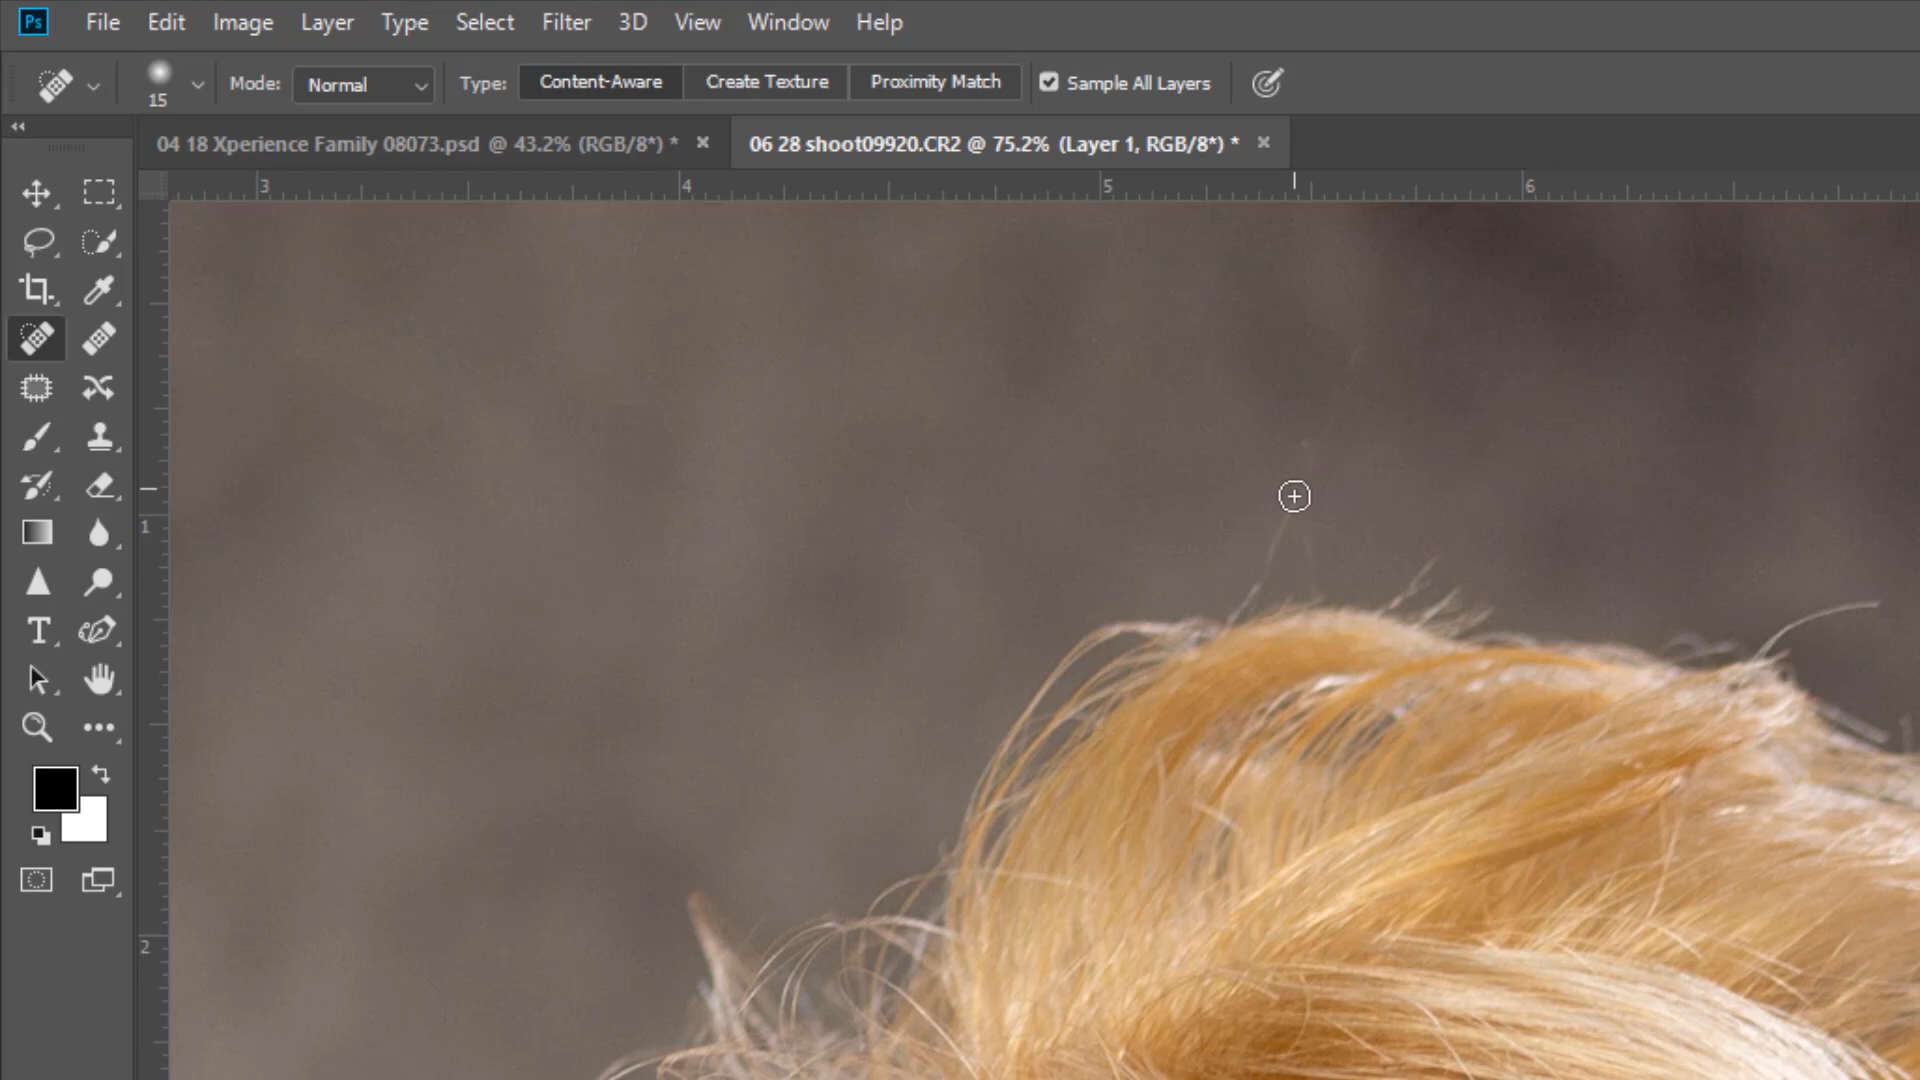 Ps File Edit Image Layer Type Select Filter 3D View Window Help
15 Mode: Normal Type: Content-Aware Create Texture Proximity Match Sample All Layers
04 18 Xperience Family 08073.psd @ 43.2% (RGB/8*) * × 06 28 shoot09920.CR2 @ 75.2% (Layer 1, RGB/8*) * ×
3 4 5 6
1
T
2